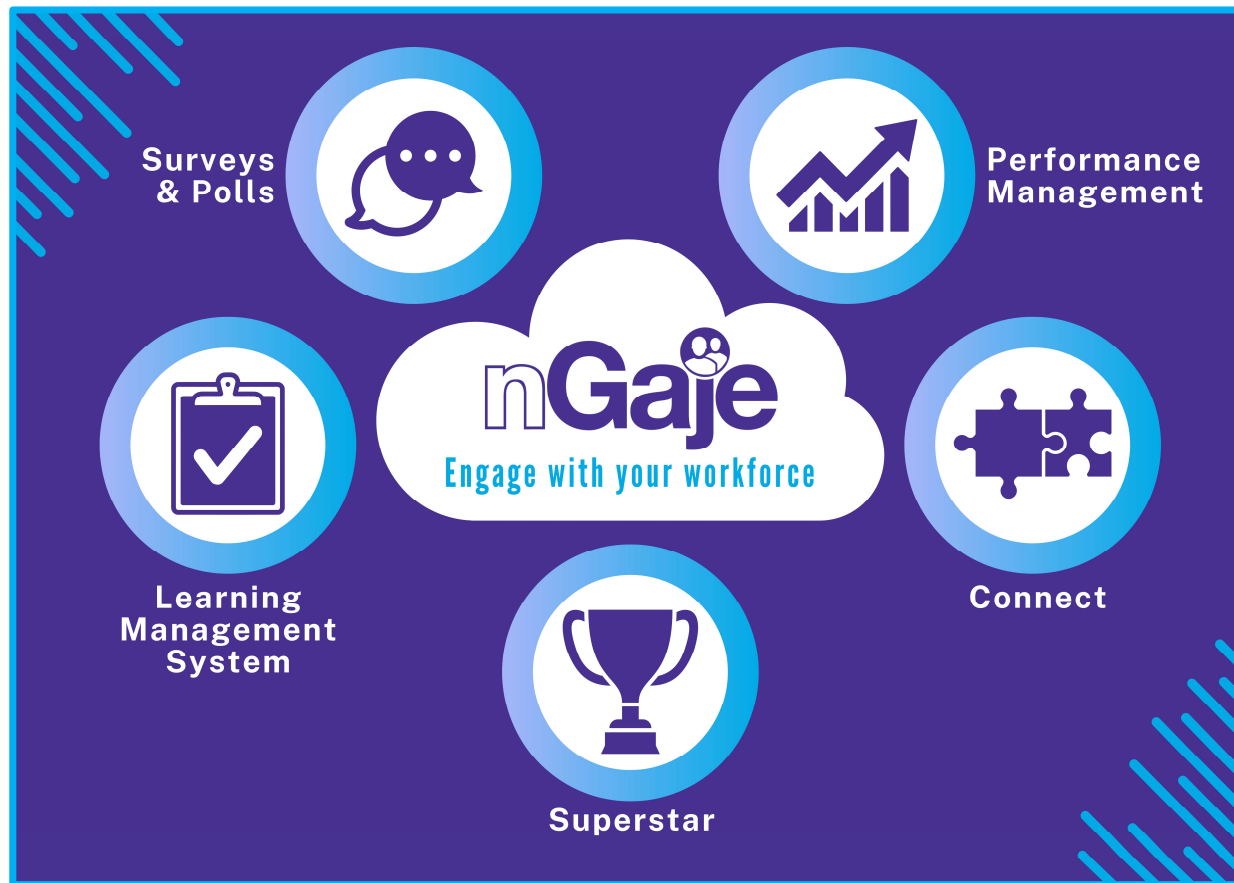 Surveys
& Polls
Performance
Management
nGaje
Engage with your workforce
Learning
Management
System
Connect
Superstar